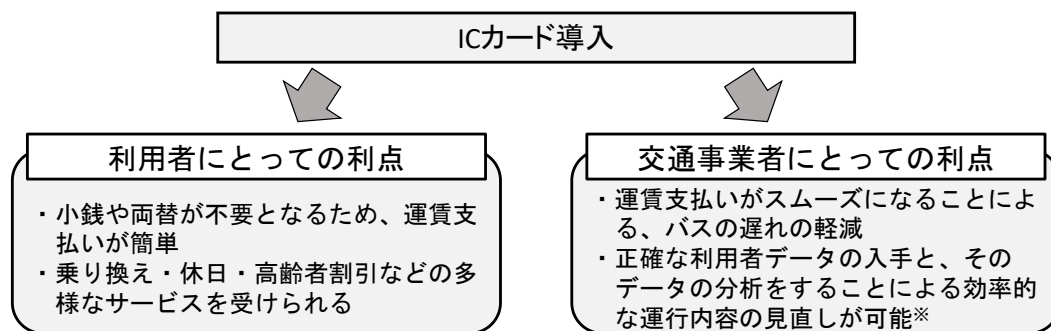 ICカード導入
利用者にとっての利点
・小銭や両替が不要となるため、運賃支
払いが簡単
・乗り換え・休日・高齢者割引などの多
様なサービスを受けられる
交通事業者にとっての利点
・運賃支払いがスムーズになることによ
る、バスの遅れの軽減
・正確な利用者データの入手と、その
データの分析をすることによる効率的
な運行内容の見直しが可能※